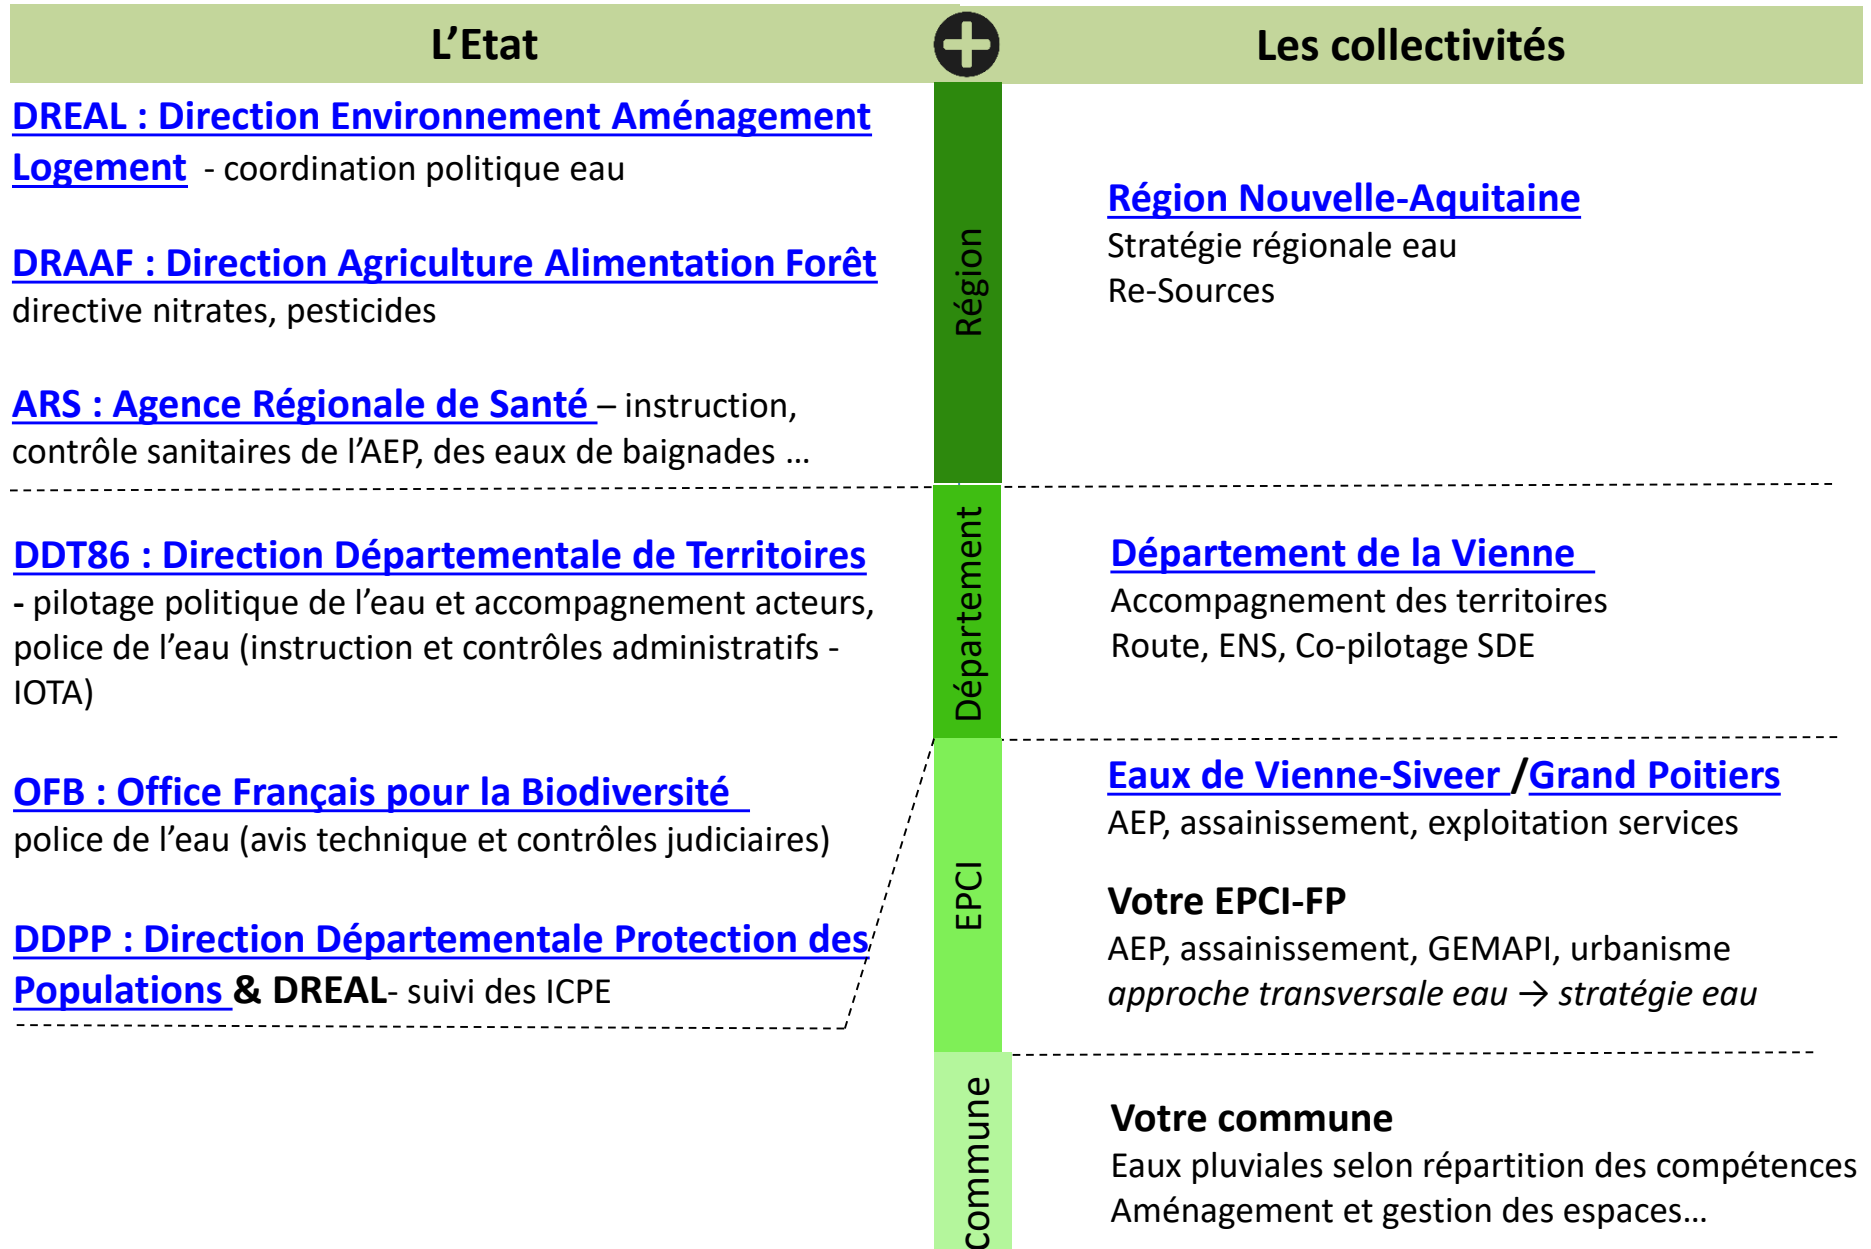 L’Etat
Les collectivités
DREAL : Direction Environnement Aménagement
Logement - coordination politique eau
DRAAF : Direction Agriculture Alimentation Forêt
directive nitrates, pesticides
ARS : Agence Régionale de Santé – instruction,
contrôle sanitaires de l’AEP, des eaux de baignades ...
Région
Région Nouvelle-Aquitaine
Stratégie régionale eau
Re-Sources
DDT86 : Direction Départementale de Territoires
- pilotage politique de l’eau et accompagnement acteurs,
police de l’eau (instruction et contrôles administratifs -
IOTA)
OFB : Office Français pour la Biodiversité
police de l’eau (avis technique et contrôles judiciaires)
DDPP : Direction Départementale Protection des
Populations & DREAL- suivi des ICPE
Département
Département de la Vienne
Accompagnement des territoires
Route, ENS, Co-pilotage SDE
EPCI
Eaux de Vienne-Siveer /Grand Poitiers
AEP, assainissement, exploitation services
Votre EPCI-FP
AEP, assainissement, GEMAPI, urbanisme
approche transversale eau → stratégie eau
commune
Votre commune
Eaux pluviales selon répartition des compétences
Aménagement et gestion des espaces...